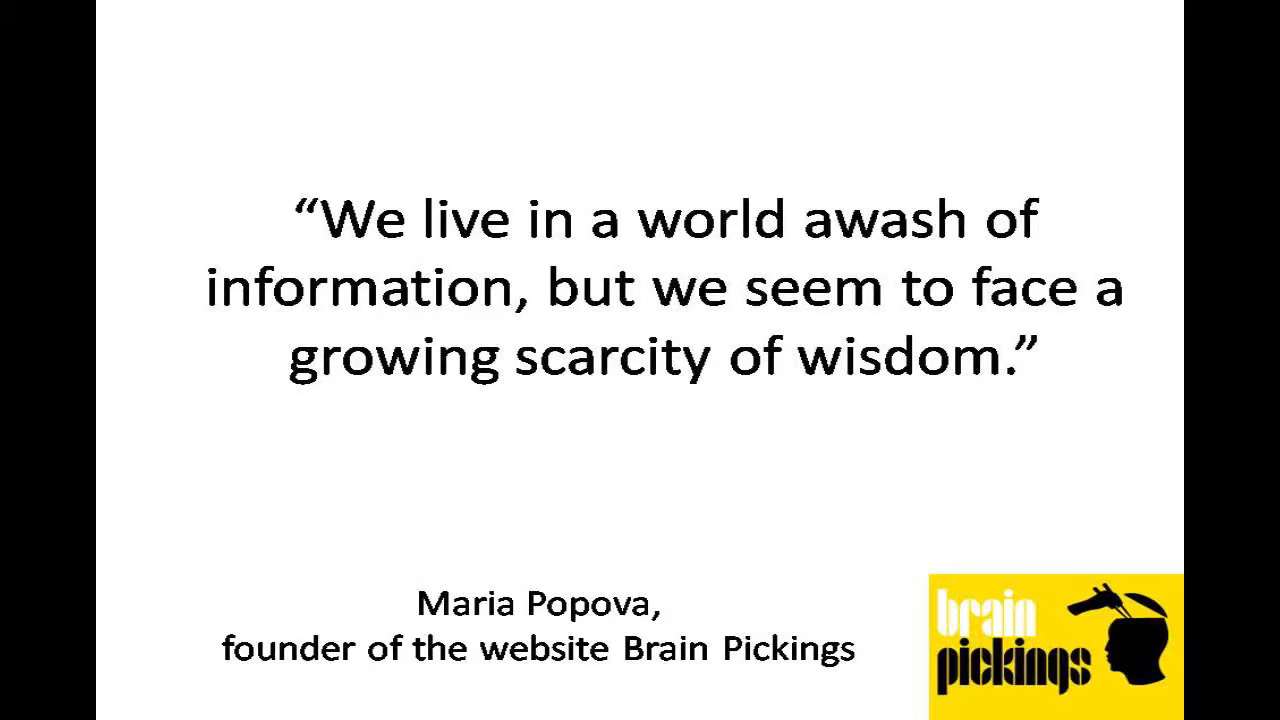 “We live in a world awash of
information, but we seem to face a
growing scarcity of wisdom.”
Maria Popova,
founder of the website Brain Pickings
brain
pickings